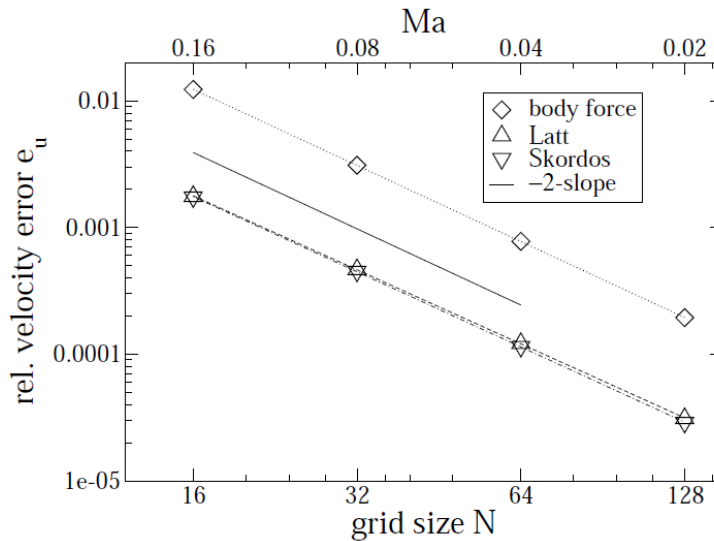 Ma
0.16 0.08 0.04 0.02
0.01
0.001
0.0001
1e-05
rel. velocity error e_u
body force
Latt
Skordos
−2-slope
16 32 64 128
grid size N